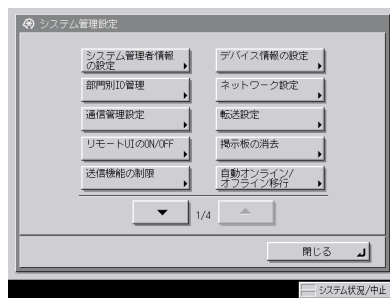 システム管理設定
システム管理者情報
の設定
デバイス情報の設定
部門別ID管理
ネットワーク設定
通信管理設定
転送設定
リモートUIのON/OFF
掲示板の消去
送信機能の制限
自動オンライン/
オフライン移行
1/4
閉じる
システム状況/中止